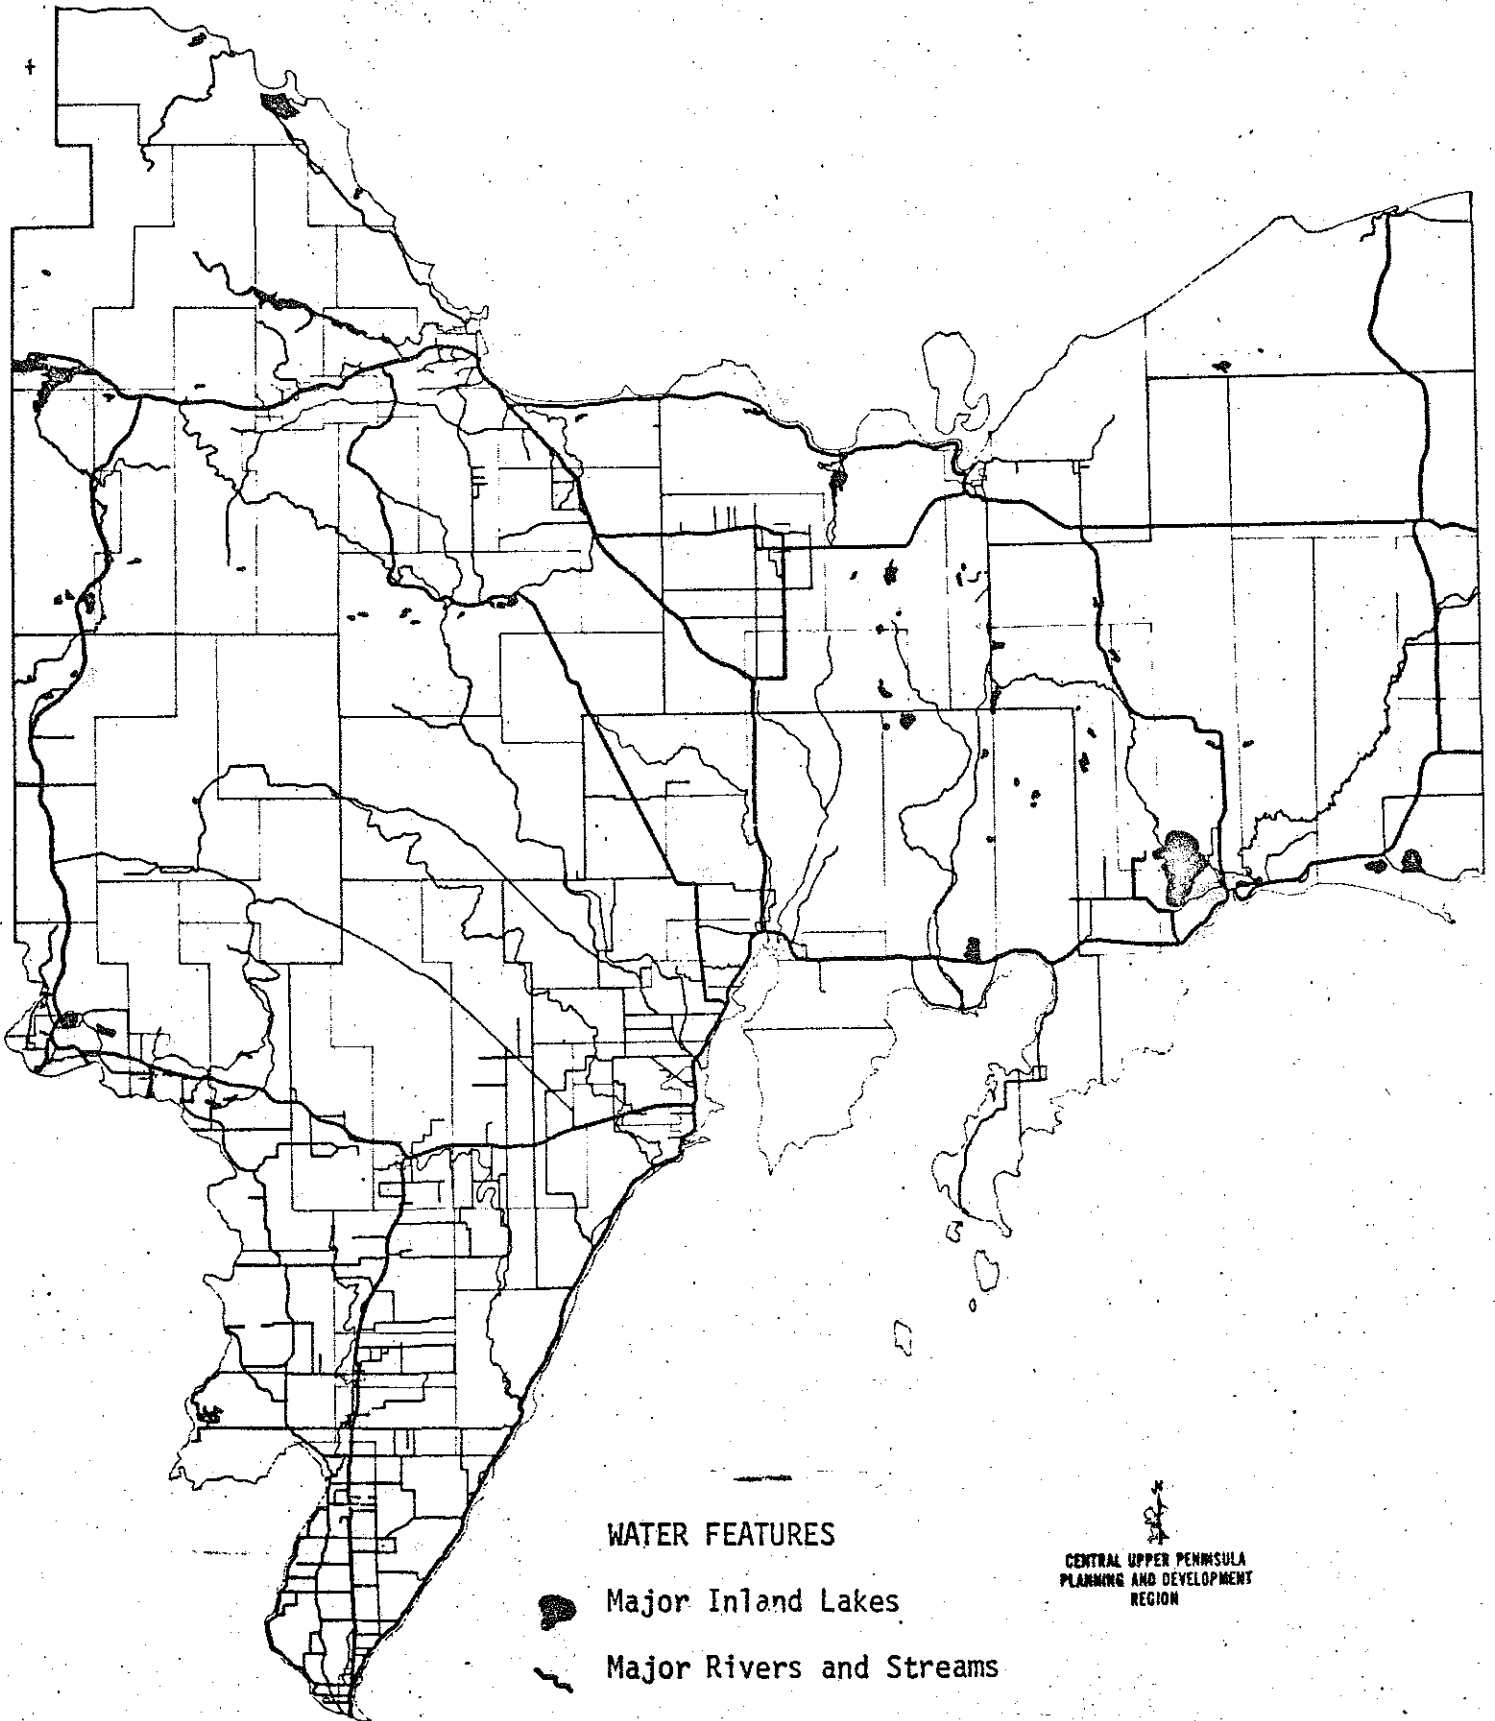 WATER FEATURES
Major Inland Lakes
Major Rivers and Streams
CENTRAL UPPER PENINSULA
PLANNING AND DEVELOPMENT
REGION